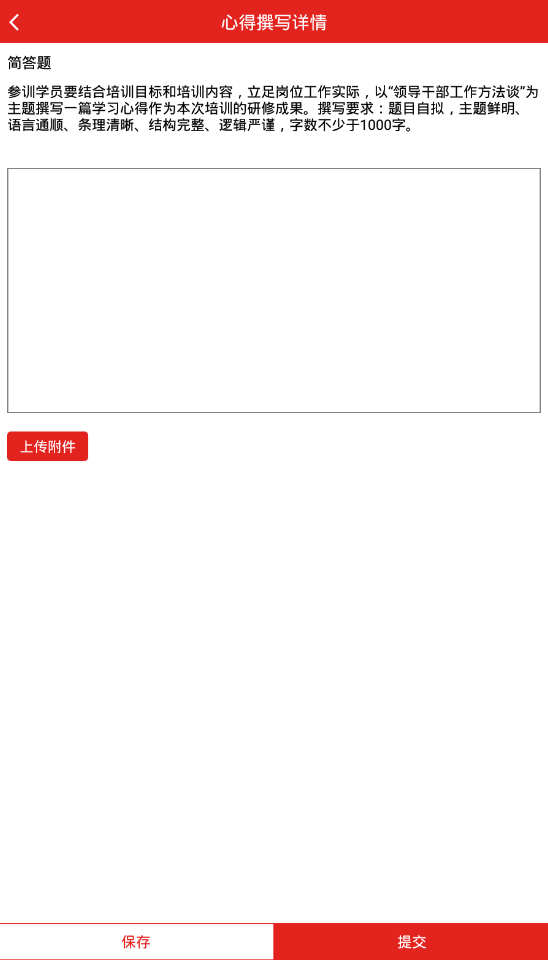 心得撰写详情
简答题
参训学员要结合培训目标和培训内容，立足岗位工作实际，以“领导干部工作方法谈”为
主题撰写一篇学习心得作为本次培训的研修成果。撰写要求：题目自拟，主题鲜明、
语言通顺、条理清晰、结构完整、逻辑严谨，字数不少于1000字。
上传附件
保存
提交